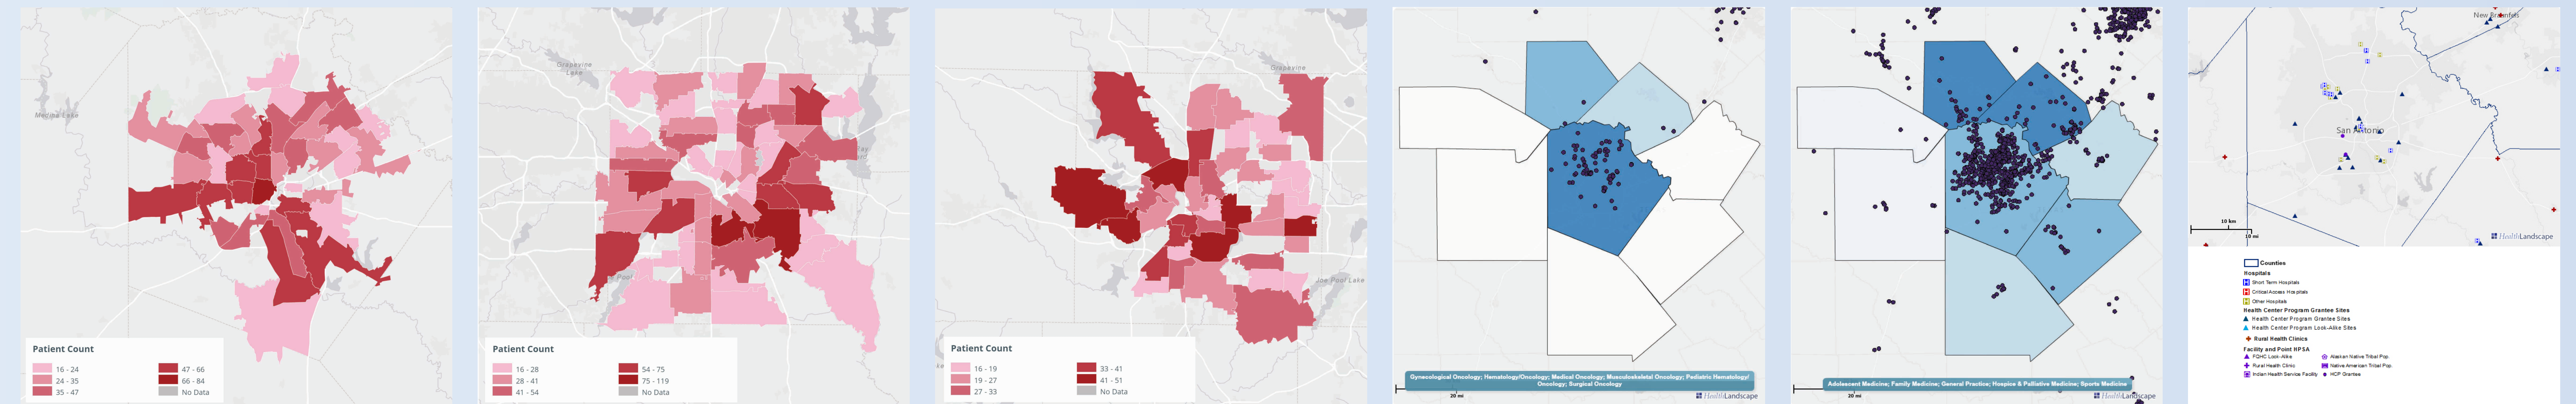 Medina Lake
Patient Count
16 - 24
24 - 35
35 - 47
47 - 66
66 - 84
No Data
Grapevine
Lake
Patient Count
16 - 28
28 - 41
41 - 54
54 - 75
75 - 119
No Data
Grapevine
Joe Pool Lake
Patient Count
16 - 19
19 - 27
27 - 33
33 - 41
41 - 51
No Data
Gynecological Oncology; Hematology/Oncology; Medical Oncology; Musculoskeletal Oncology; Pediatric Hematology/
Oncology; Surgical Oncology
20 mi
HealthLandscape
Adolescent Medicine; Family Medicine; General Practice; Hospice & Palliative Medicine; Sports Medicine
20 mi
HealthLandscape
New Braunfels
San Antonio
10 km
10 mi
HealthLandscape
Counties
Hospitals
Short Term Hospitals
Critical Access Hospitals
Other Hospitals
Health Center Program Grantee Sites
Health Center Program Grantee Sites
Health Center Program Look-Alike Sites
Rural Health Clinics
Facility and Point HPSA
FQHC Look-Alike
Rural Health Clinic
Indian Health Service Facility
Alaskan Native Tribal Pop.
Native American Tribal Pop.
HCP Grantee